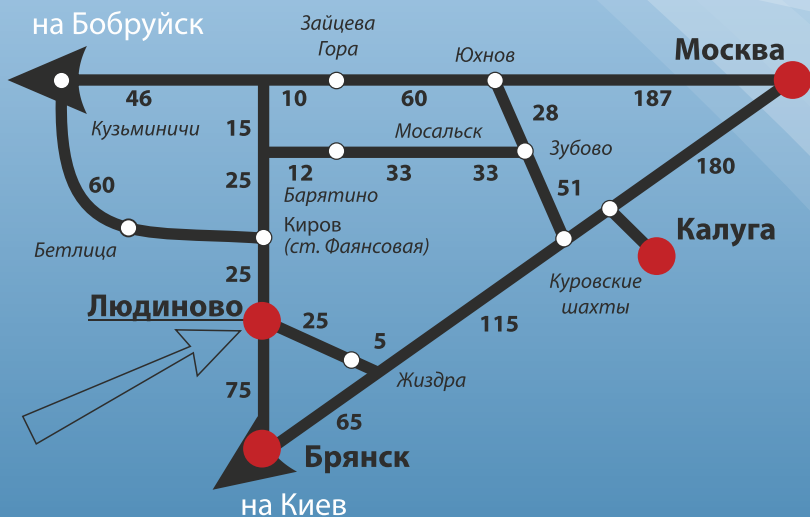 на Бобруйск
Зайцева
Гора
Юхнов
Москва
46
10
60
187
Кузьминичи
15
Мосальск
28
Зубово
12
33
33
51
180
25
Барятино
60
Киров
(ст. Фаянсовая)
Калуга
Бетлица
25
Куровские
шахты
Людиново
25
5
115
Жиздра
75
65
Брянск
на Киев